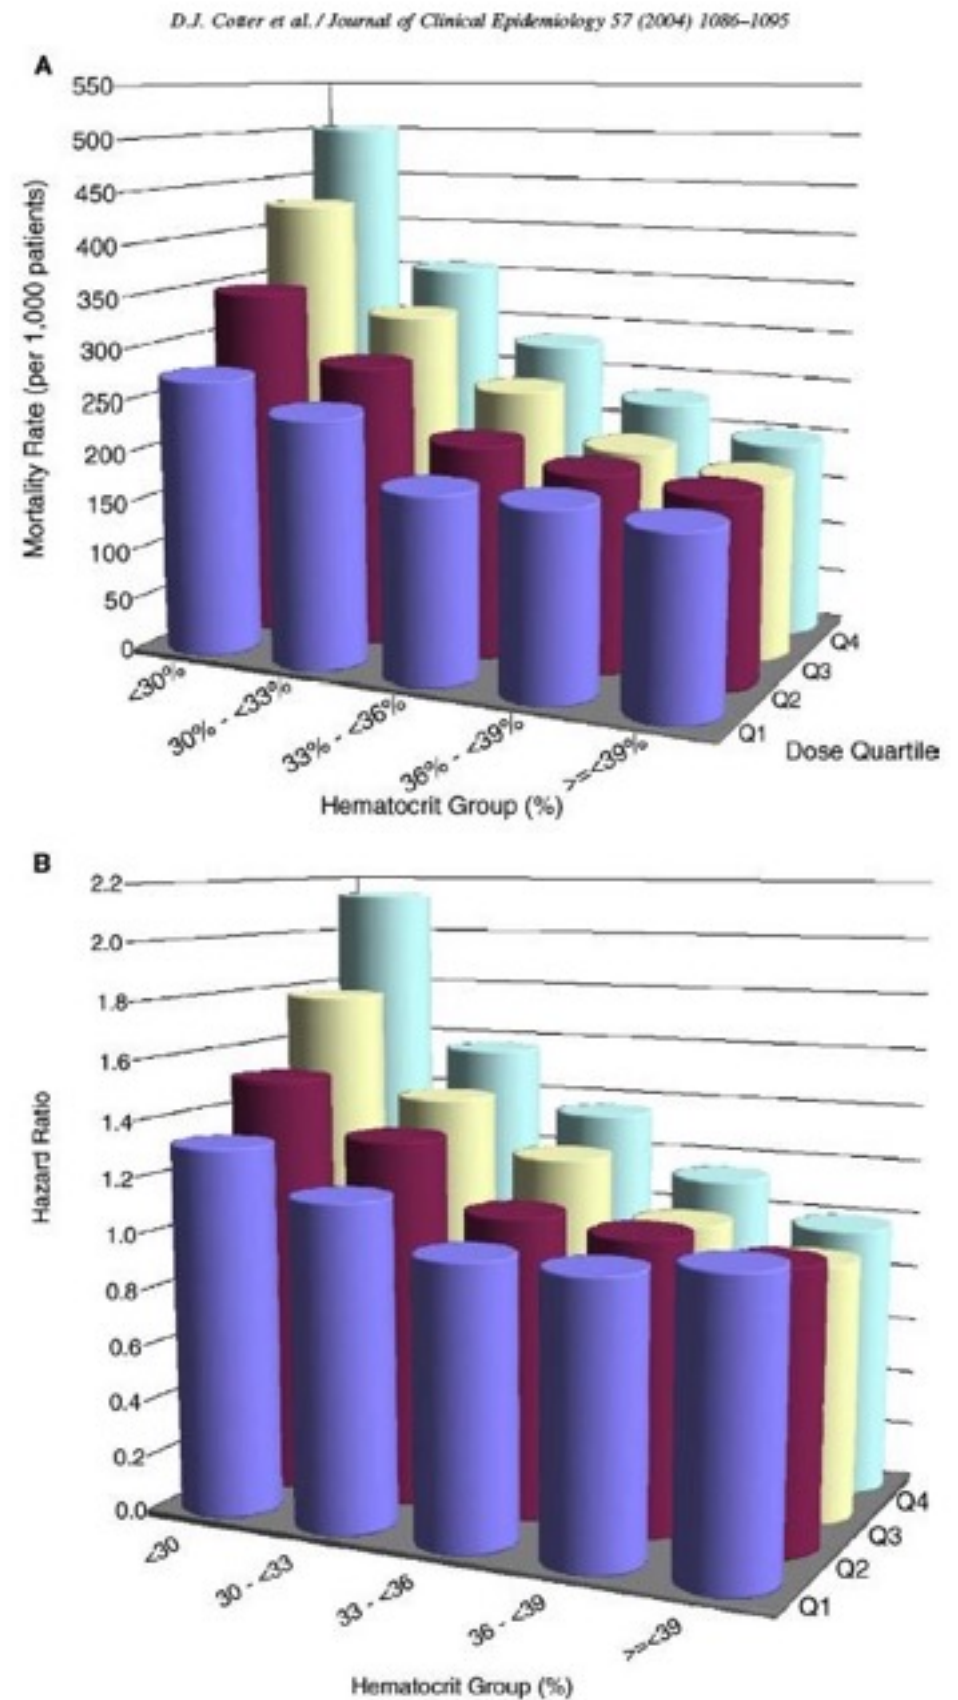 D.J. Cotter et al. / Journal of Clinical Epidemiology 57 (2004) 1086–1095
A
550
500
450
400
350
300
250
200
150
100
50
0
Mortality Rate (per 1,000 patients)
<30%
30% - <33%
33% - <36%
36% - <39%
>=<39%
Q1
Q2
Q3
Q4
Dose Quartile
Hematocrit Group (%)
B
2.2
2.0
1.8
1.6
1.4
1.2
1.0
0.8
0.6
0.4
0.2
0.0
Hazard Ratio
<30
30 - <33
33 - <36
36 - <39
>=<39
Q1
Q2
Q3
Q4
Hematocrit Group (%)